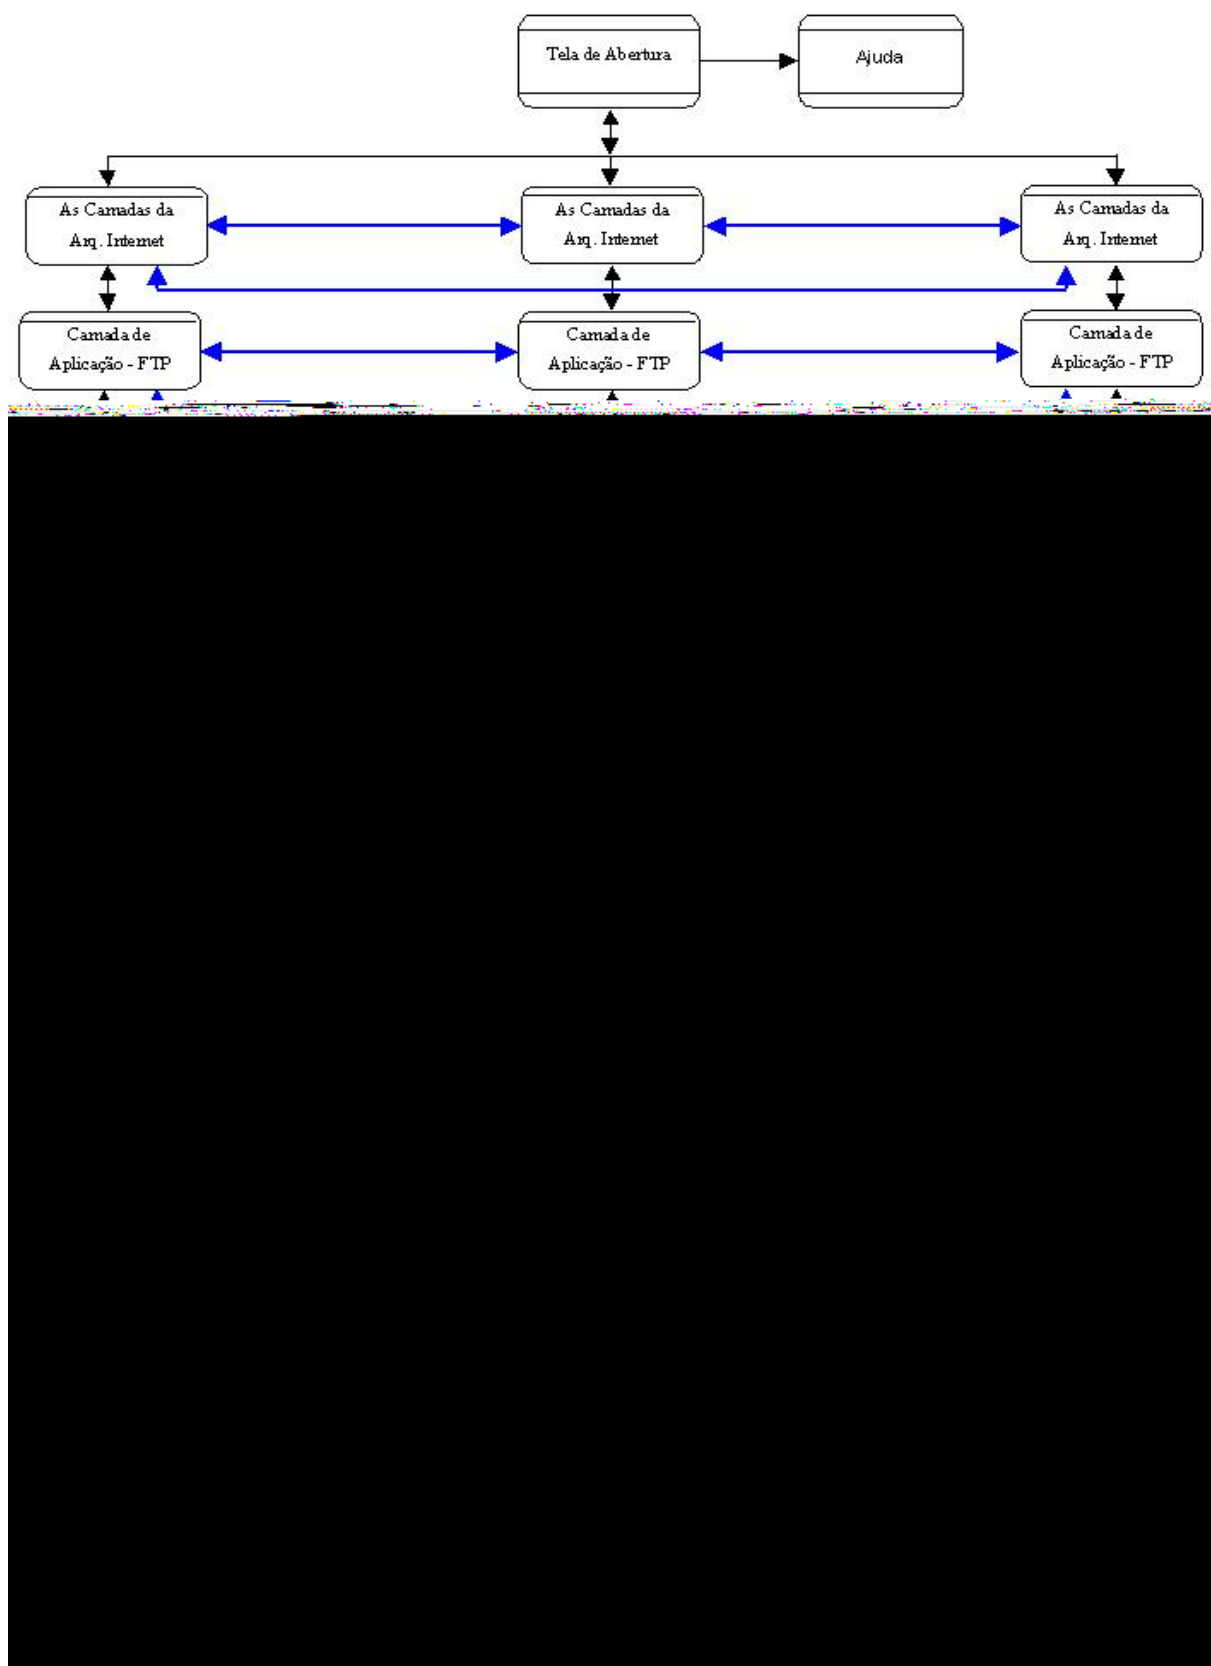 Tela de Abertura
Ajuda
As Camadas da
Arq. Internet
As Camadas da
Arq. Internet
As Camadas da
Arq. Internet
Camada de
Aplicação - FTP
Camada de
Aplicação - FTP
Camada de
Aplicação - FTP